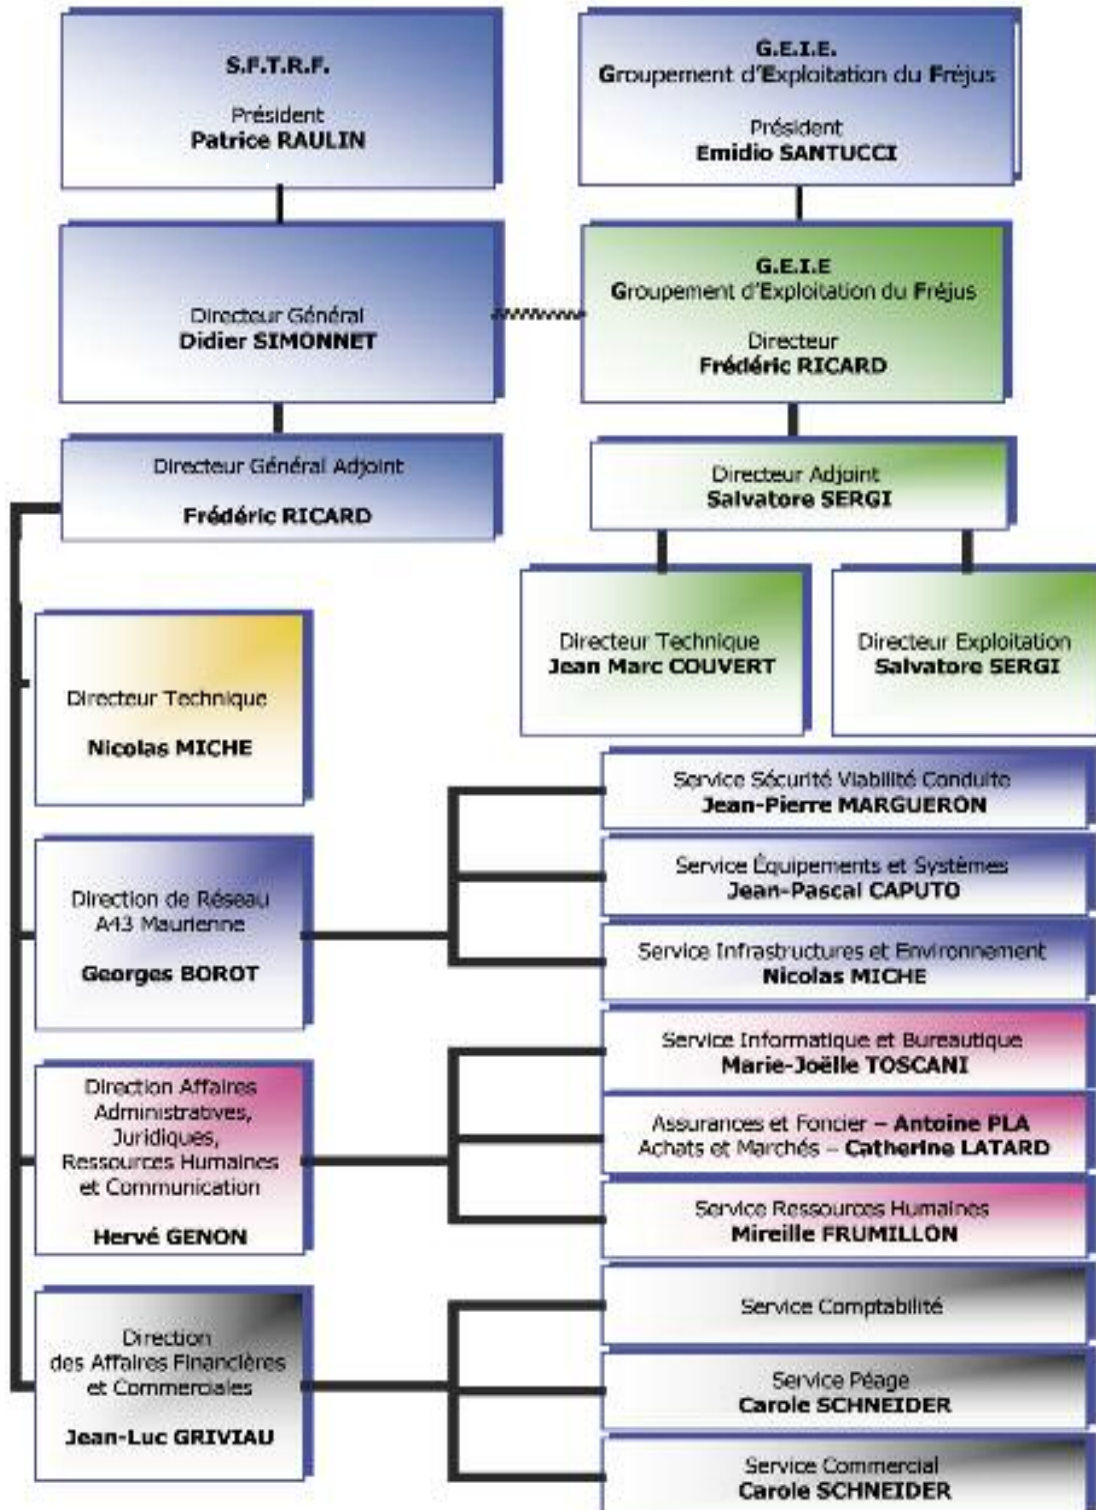 S.F.T.R.F.
Président
Patrice RAULIN
G.E.I.E.
Groupement d'Exploitation du Fréjus
Président
Emidio SANTUCCI
Directeur Général
Didier SIMONNET
G.E.I.E
Groupement d'Exploitation du Fréjus
Directeur
Frédéric RICARD
Directeur Général Adjoint
Frédéric RICARD
Directeur Adjoint
Salvatore SERGI
Directeur Technique
Jean Marc COUVERT
Directeur Exploitation
Salvatore SERGI
Directeur Technique
Nicolas MICHE
Direction de Réseau
A43 Maurienne
Georges BOROT
Service Sécurité Viabilité Conduite
Jean-Pierre MARGUERON
Service Équipements et Systèmes
Jean-Pascal CAPUTO
Service Infrastructures et Environnement
Nicolas MICHE
Direction Affaires
Administratives,
Juridiques,
Ressources Humaines
et Communication
Hervé GENON
Service Informatique et Bureautique
Marie-Joëlle TOSCANI
Assurances et Foncier – Antoine PLA
Achats et Marchés – Catherine LATARD
Service Ressources Humaines
Mireille FRUMILLON
Direction
des Affaires Financières
et Commerciales
Jean-Luc GRIVIAU
Service Comptabilité
Service Péage
Carole SCHNEIDER
Service Commercial
Carole SCHNEIDER